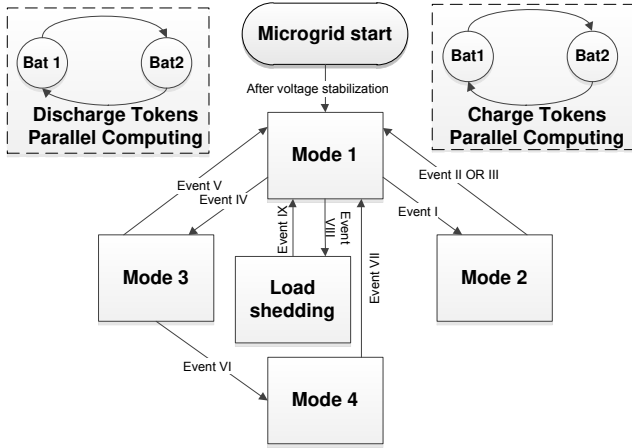 Bat 1
Bat2
Discharge Tokens
Parallel Computing
Microgrid start
After voltage stabilization
Bat1
Bat2
Charge Tokens
Parallel Computing
Mode 1
Event V
Event IV
Event IX
Event
VIII
Event VII
Event II OR III
Event I
Mode 3
Load
shedding
Mode 2
Event VI
Mode 4